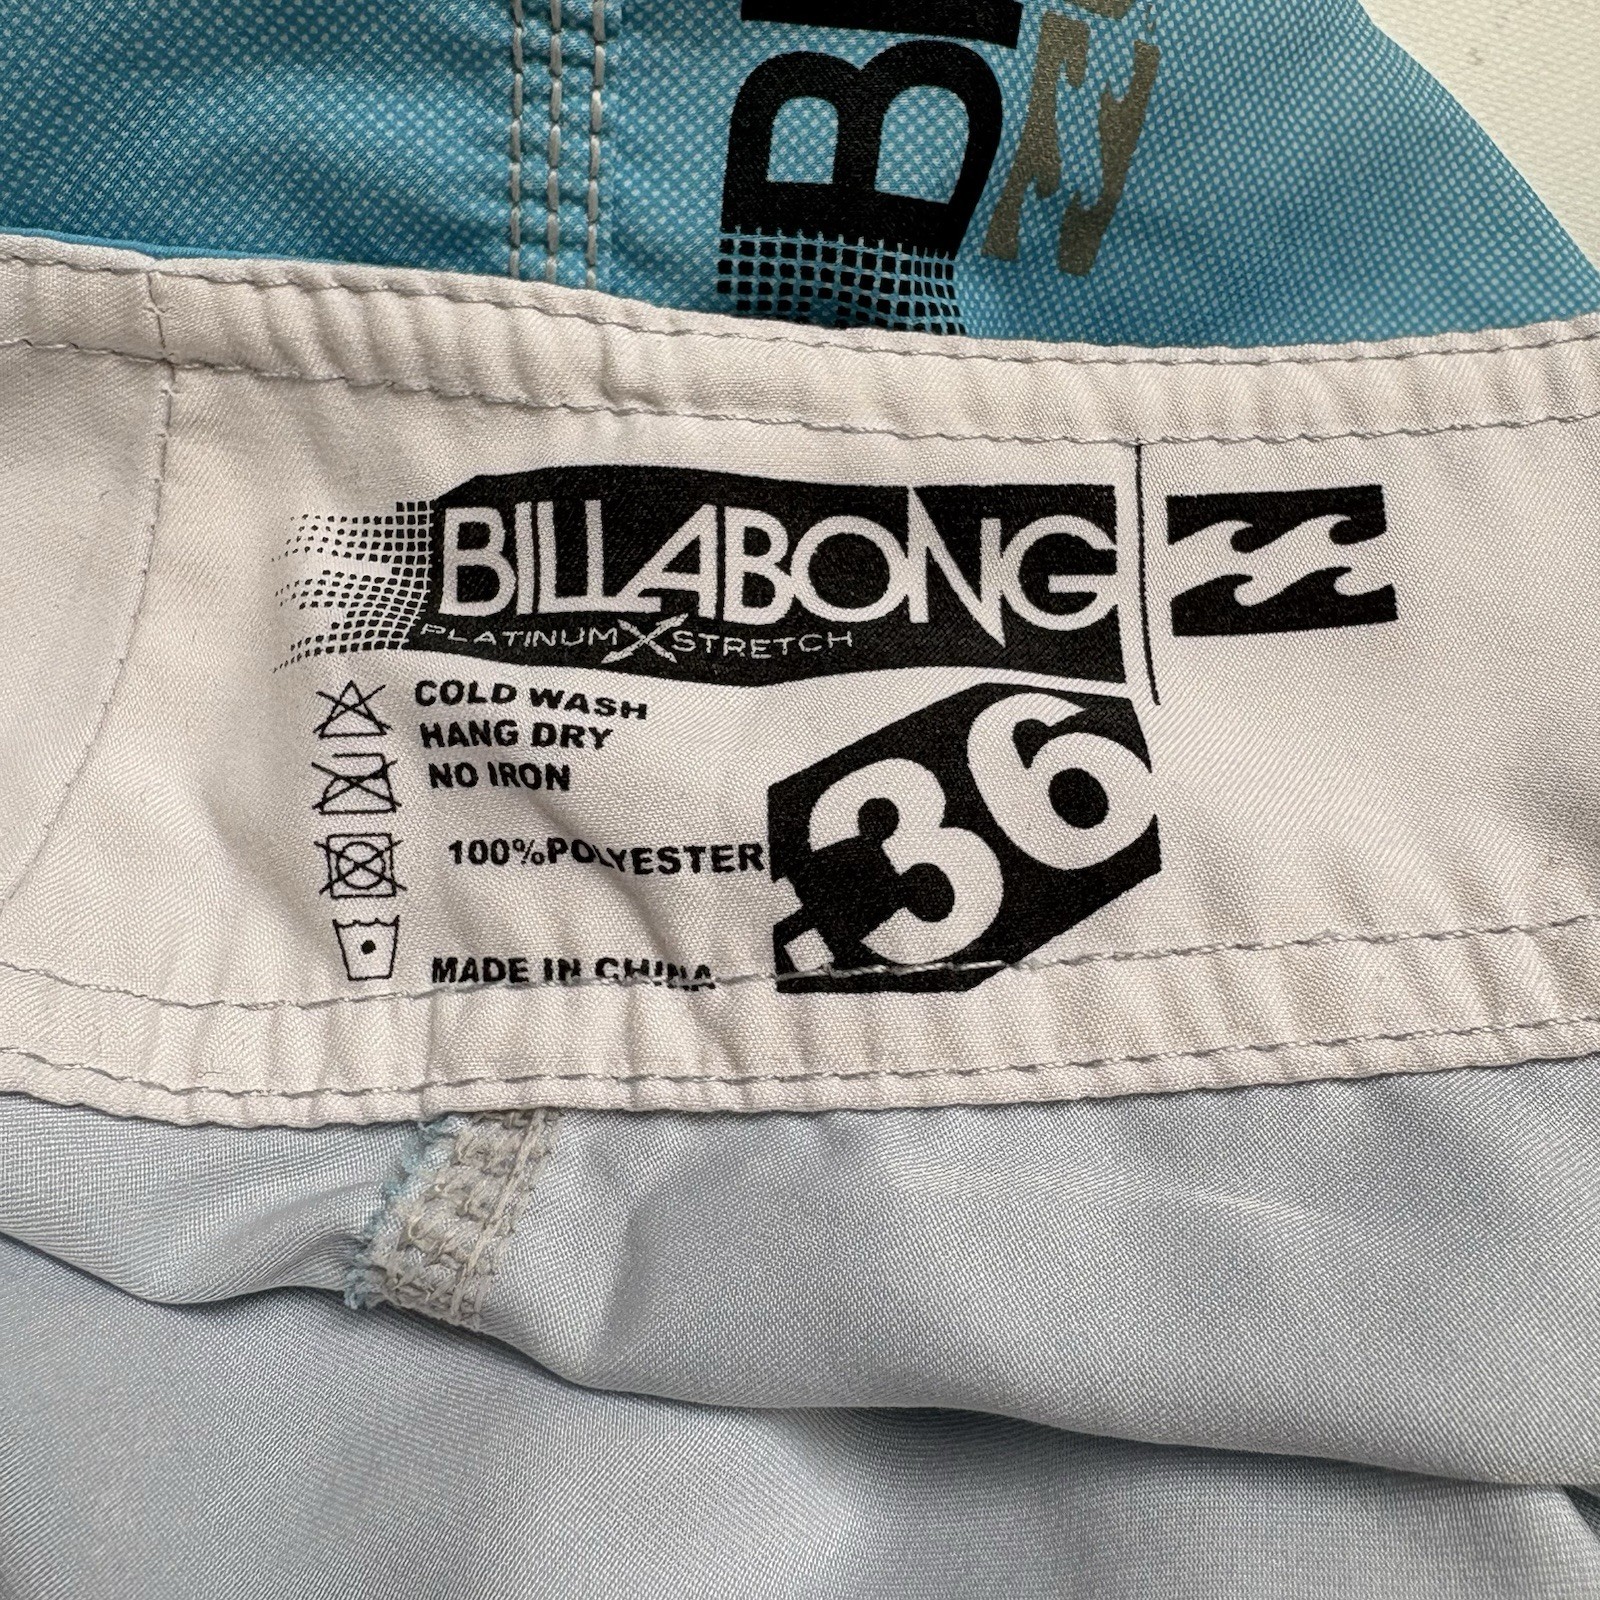 B
BILLABONG
PLATINUM X STRETCH
COLD WASH
HANG DRY
NO IRON
100%POLYESTER
36
MADE IN CHINA